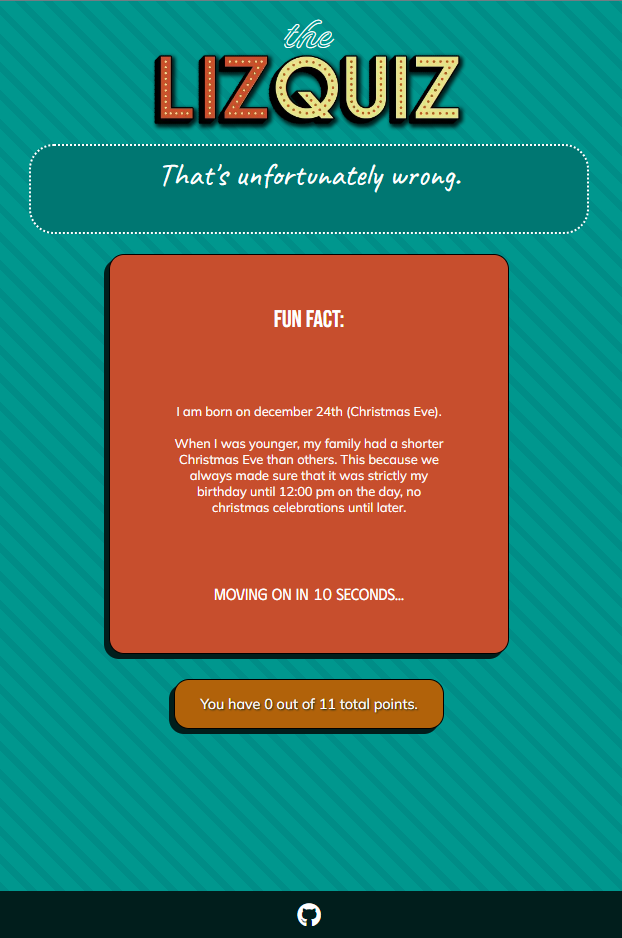 the
LIZQUIZ
That's unfortunately wrong.
FUN FACT:
I am born on december 24th (Christmas Eve).
When I was younger, my family had a shorter
Christmas Eve than others. This because we
always made sure that it was strictly my
birthday until 12:00 pm on the day, no
christmas celebrations until later.
MOVING ON IN 10 SECONDS...
You have 0 out of 11 total points.